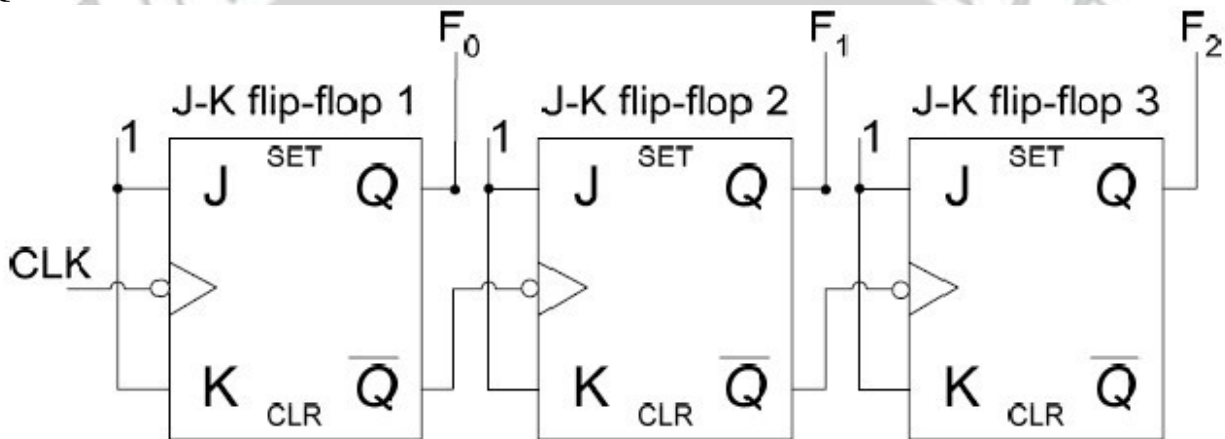 F0 F1 F2
J-K flip-flop 1 J-K flip-flop 2 J-K flip-flop 3
1 1 1
SET SET SET
J Q J Q J Q
CLK
K Q̅ K Q̅ K Q̅
CLR CLR CLR